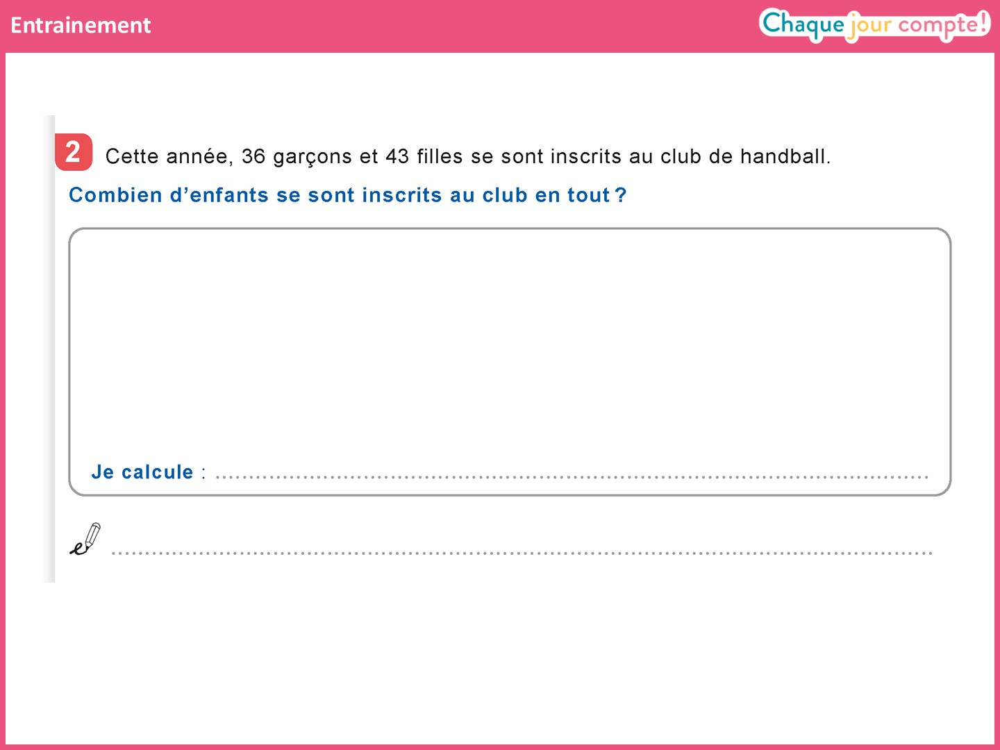 Entrainement
Chaque jour compte!
2 Cette année, 36 garçons et 43 filles se sont inscrits au club de handball.
Combien d’enfants se sont inscrits au club en tout ?
Je calcule : ............................................................................................................
............................................................................................................................